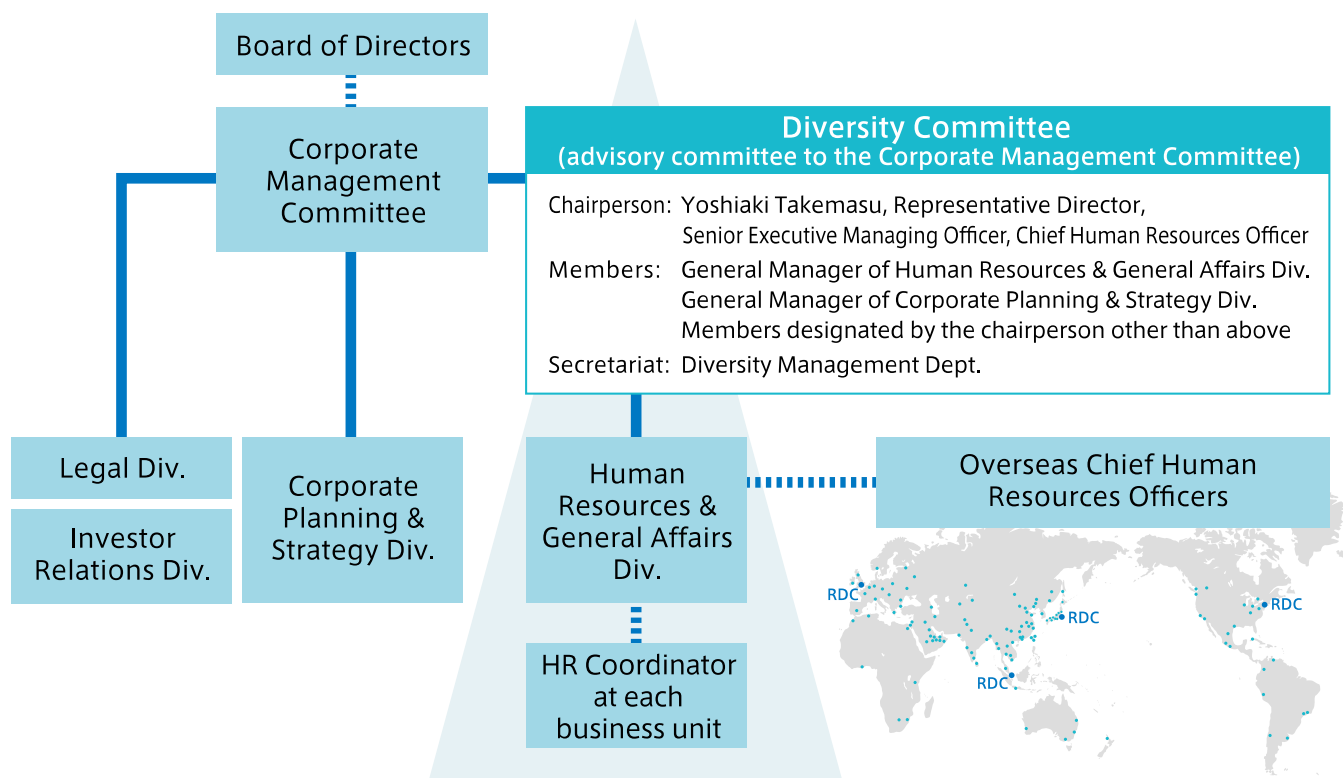 Board of Directors
Corporate
Management
Committee
Diversity Committee
(advisory committee to the Corporate Management Committee)
Chairperson: Yoshiaki Takemasu, Representative Director,
Senior Executive Managing Officer, Chief Human Resources Officer
Members: General Manager of Human Resources & General Affairs Div.
General Manager of Corporate Planning & Strategy Div.
Members designated by the chairperson other than above
Secretariat: Diversity Management Dept.
Legal Div.
Investor
Relations Div.
Corporate
Planning &
Strategy Div.
Human
Resources &
General Affairs
Div.
HR Coordinator
at each
business unit
Overseas Chief Human
Resources Officers
RDC
RDC
RDC
RDC